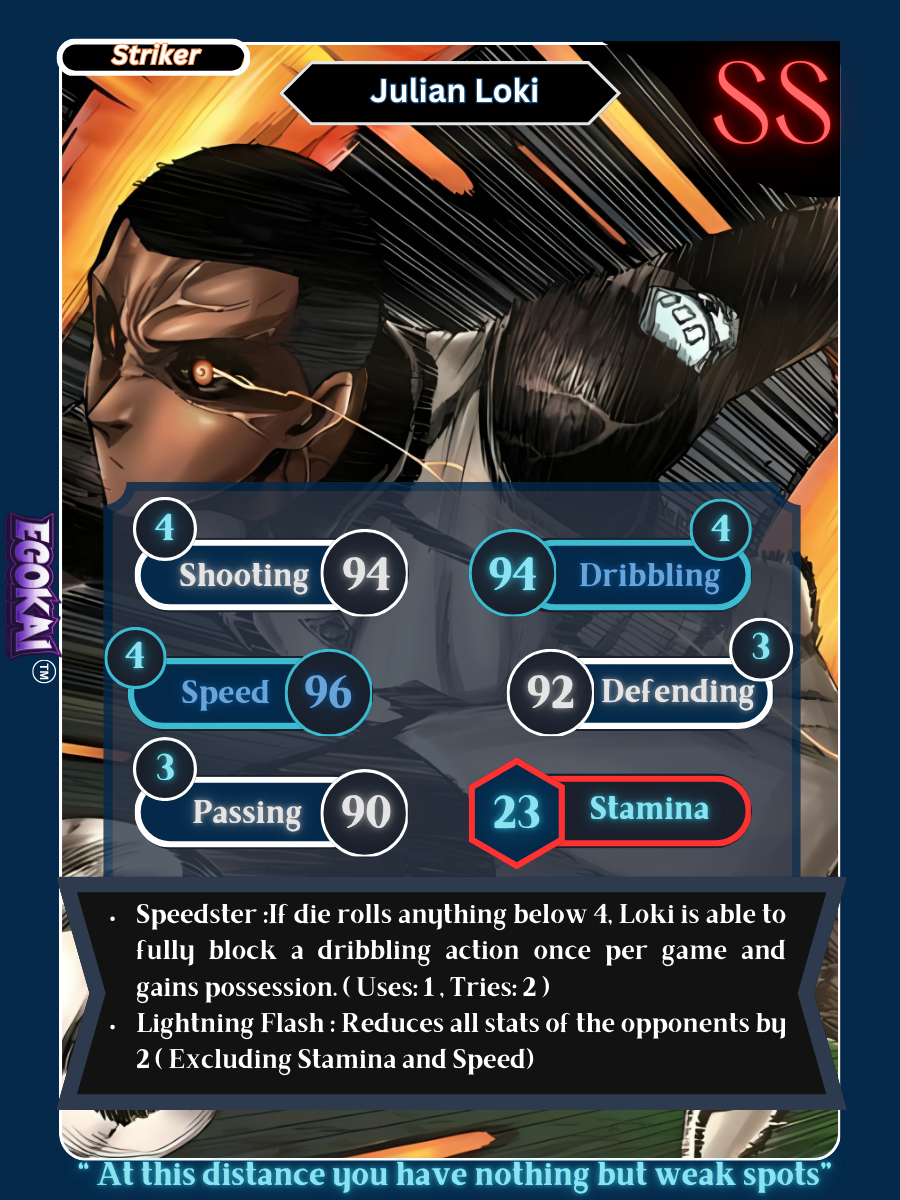 Striker
Julian Loki
SS
4
Shooting 94
4
94 Dribbling
4
Speed 96
3
92 Defending
3
Passing 90
23 Stamina
EGOKAI
TM
• Speedster :If die rolls anything below 4, Loki is able to
fully block a dribbling action once per game and
gains possession. ( Uses: 1 , Tries: 2 )
• Lightning Flash : Reduces all stats of the opponents by
2 ( Excluding Stamina and Speed)
“ At this distance you have nothing but weak spots”